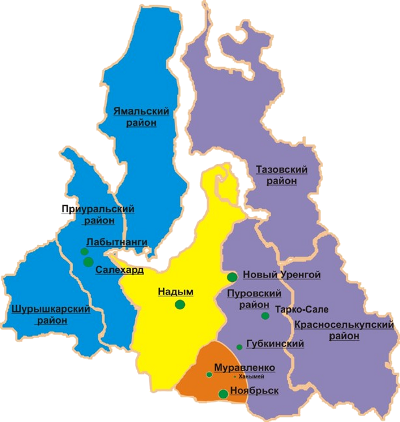 Ямальский
район
Тазовский
район
Приуральский
район
Лабытнанги
Салехард
Новый Уренгой
Надым
Пуровский
район
Тарко-Сале
Шурышкарский
район
Красноселькупский
район
Губкинский
Муравленко
Ханымей
Ноябрьск